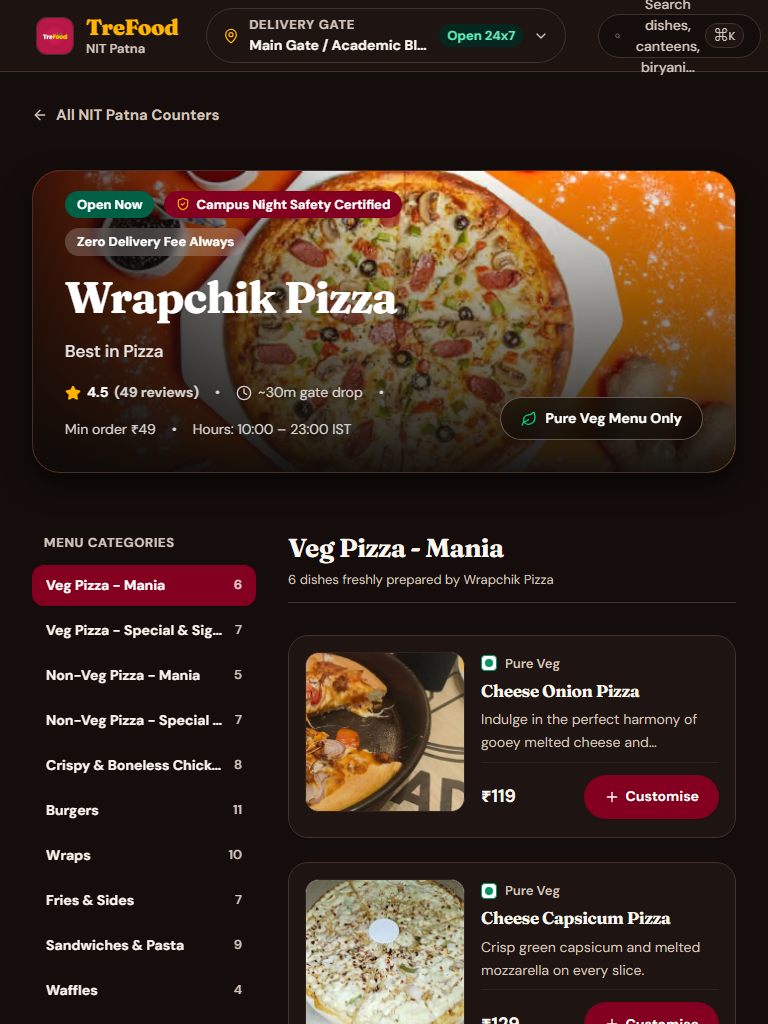 TreFood
TreFood
NIT Patna
DELIVERY GATE
Main Gate / Academic Bl...
Open 24x7
Search
dishes,
canteens,
biryani...
⌘K
← All NIT Patna Counters
Open Now
Campus Night Safety Certified
Zero Delivery Fee Always
Wrapchik Pizza
Best in Pizza
4.5 (49 reviews) • ~30m gate drop •
Min order ₹49 • Hours: 10:00 – 23:00 IST
Pure Veg Menu Only
MENU CATEGORIES
Veg Pizza - Mania 6
Veg Pizza - Special & Sig... 7
Non-Veg Pizza - Mania 5
Non-Veg Pizza - Special ... 7
Crispy & Boneless Chick... 8
Burgers 11
Wraps 10
Fries & Sides 7
Sandwiches & Pasta 9
Waffles 4
Veg Pizza - Mania
6 dishes freshly prepared by Wrapchik Pizza
Pure Veg
Cheese Onion Pizza
Indulge in the perfect harmony of
gooey melted cheese and...
₹119
+ Customise
Pure Veg
Cheese Capsicum Pizza
Crisp green capsicum and melted
mozzarella on every slice.
₹129
+ Customise